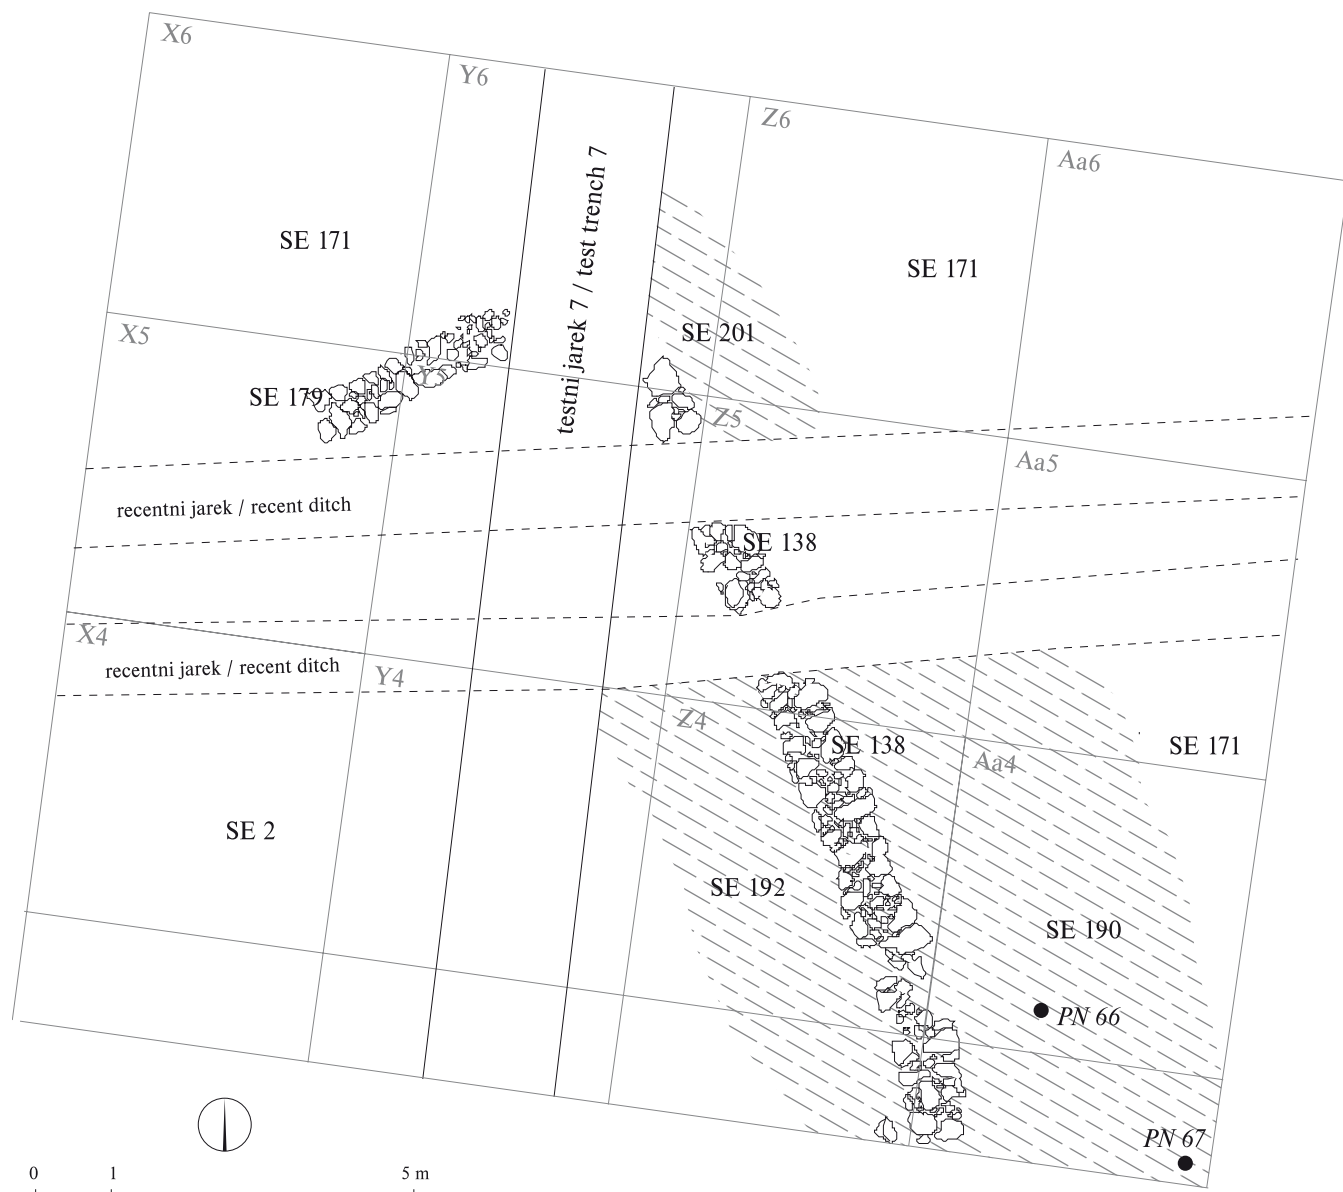 X6
Y6
Z6
Aa6
testni jarek 7 / test trench 7
SE 171
SE 171
X5
SE 201
Y5
SE 179
Z5
Aa5
recentni jarek / recent ditch
SE 138
X4
recentni jarek / recent ditch
Y4
Z4
SE 138
SE 171
Aa4
SE 2
SE 192
SE 190
PN 66
PN 67
0 1 5 m